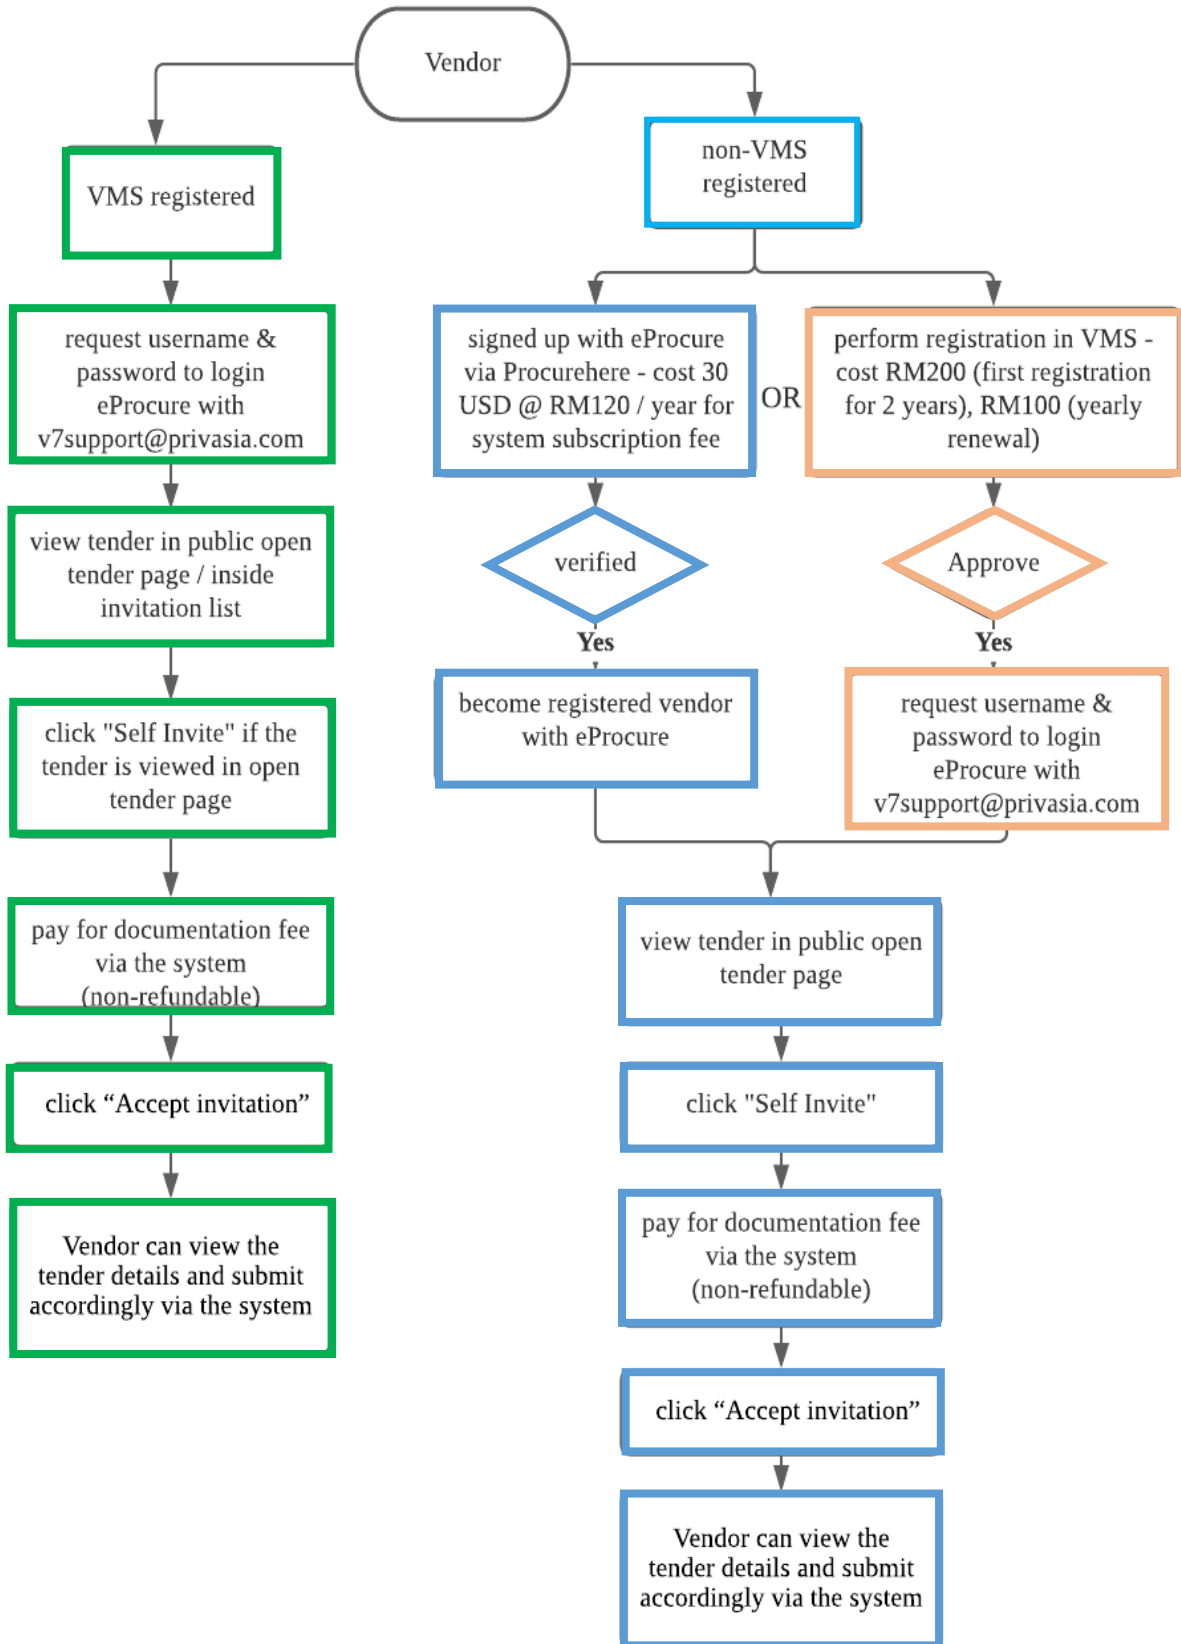 Vendor
VMS registered
request username &
password to login
eProcure with
v7support@privasia.com
view tender in public open
tender page / inside
invitation list
click "Self Invite" if the
tender is viewed in open
tender page
pay for documentation fee
via the system
(non-refundable)
click “Accept invitation”
Vendor can view the
tender details and submit
accordingly via the system
non-VMS
registered
signed up with eProcure
via Procurehere - cost 30
USD @ RM120 / year for
system subscription fee
OR
perform registration in VMS -
cost RM200 (first registration
for 2 years), RM100 (yearly
renewal)
verified
Yes
become registered vendor
with eProcure
Approve
Yes
request username &
password to login
eProcure with
v7support@privasia.com
view tender in public open
tender page
click "Self Invite"
pay for documentation fee
via the system
(non-refundable)
click “Accept invitation”
Vendor can view the
tender details and submit
accordingly via the system